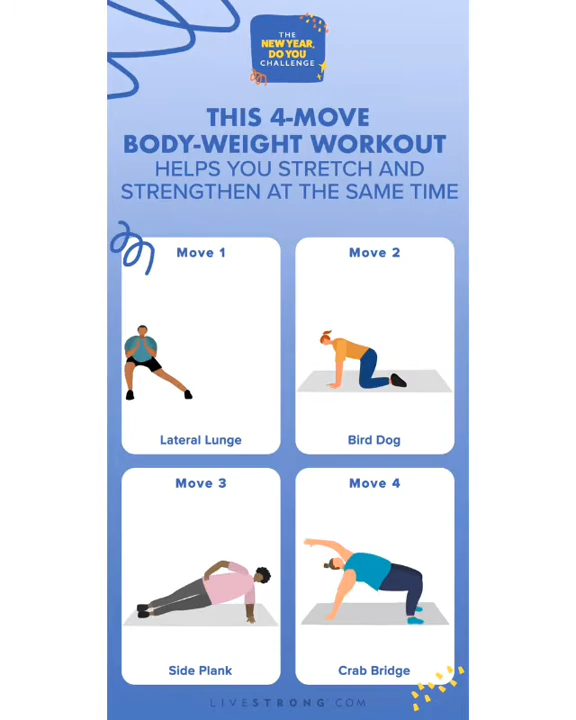 THE
NEW YEAR,
DO YOU
CHALLENGE
THIS 4-MOVE
BODY-WEIGHT WORKOUT
HELPS YOU STRETCH AND
STRENGTHEN AT THE SAME TIME
Move 1
Lateral Lunge
Move 2
Bird Dog
Move 3
Side Plank
Move 4
Crab Bridge
LIVESTRONG.COM